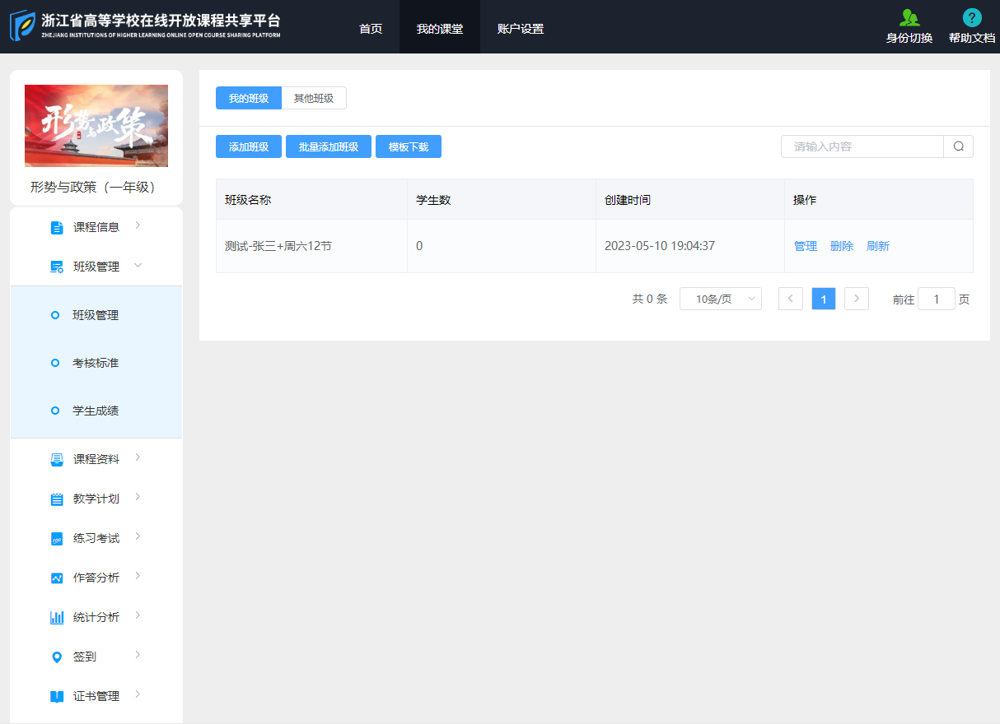 浙江省高等学校在线开放课程共享平台
ZHEJIANG INSTITUTIONS OF HIGHER LEARNING ONLINE OPEN COURSE SHARING PLATFORM
首页 我的课堂 账户设置
身份切换 帮助文档
形势与政策
形势与政策（一年级）
课程信息
班级管理
班级管理
考核标准
学生成绩
课程资料
教学计划
练习考试
作答分析
统计分析
签到
证书管理
我的班级 其他班级
添加班级 批量添加班级 模板下载 请输入内容
班级名称 学生数 创建时间 操作
测试-张三+周六12节 0 2023-05-10 19:04:37 管理 删除 刷新
共 0 条 10条/页 1 前往 1 页